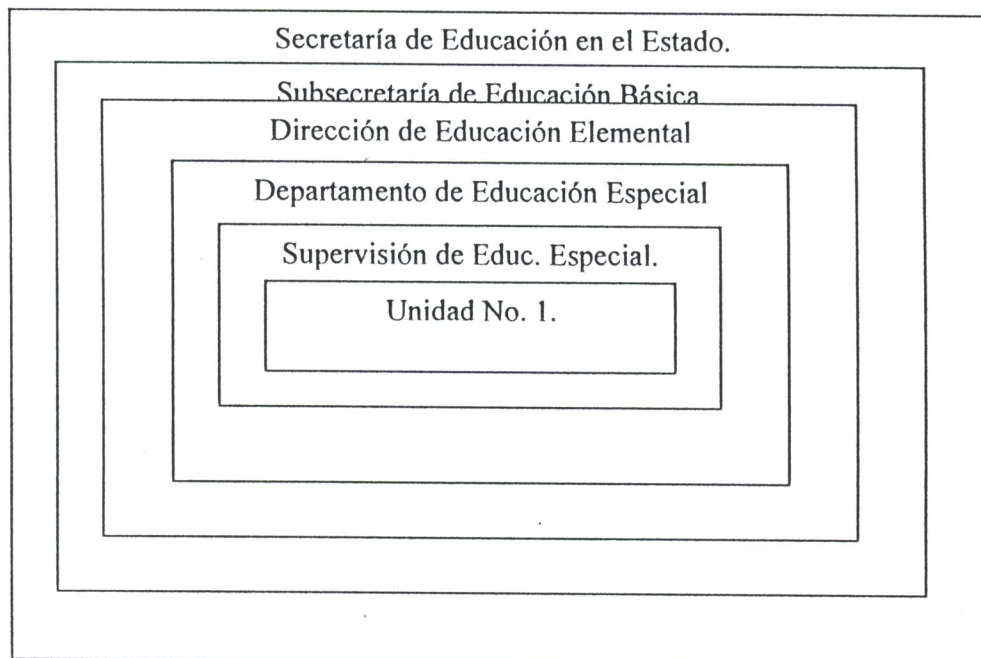 Secretaría de Educación en el Estado.
Subsecretaría de Educación Básica
Dirección de Educación Elemental
Departamento de Educación Especial
Supervisión de Educ. Especial.
Unidad No. 1.